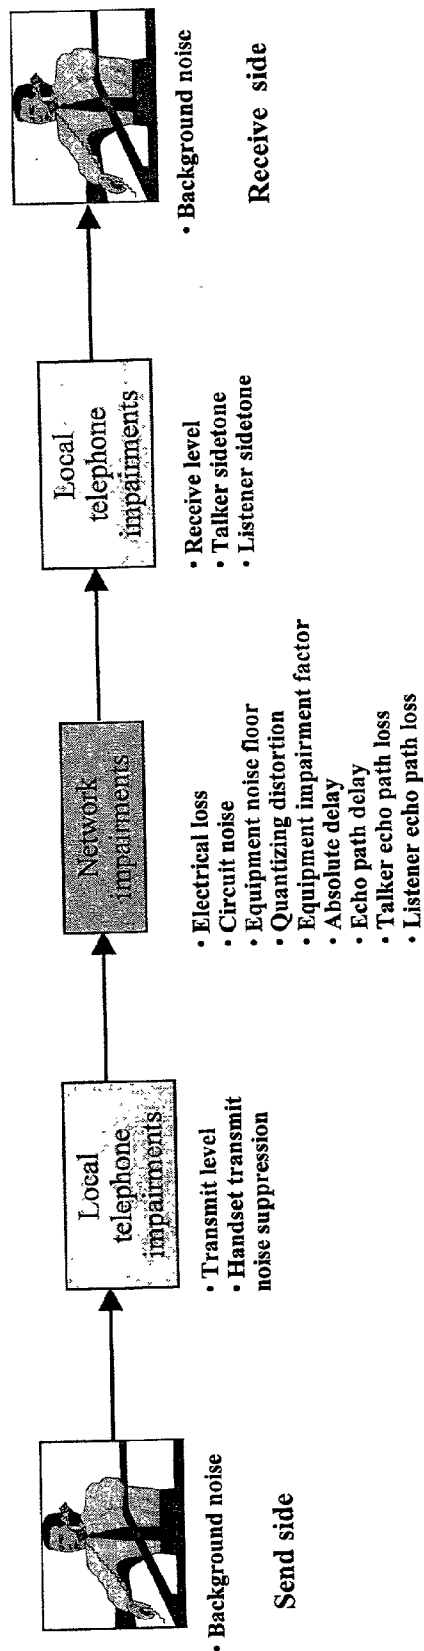 • Background noise
Send side
Local
telephone
impairments
• Transmit level
• Handset transmit
noise suppression
Network
impairments
• Electrical loss
• Circuit noise
• Equipment noise floor
• Quantizing distortion
• Equipment impairment factor
• Absolute delay
• Echo path delay
• Talker echo path loss
• Listener echo path loss
Local
telephone
impairments
• Receive level
• Talker sidetone
• Listener sidetone
• Background noise
Receive side